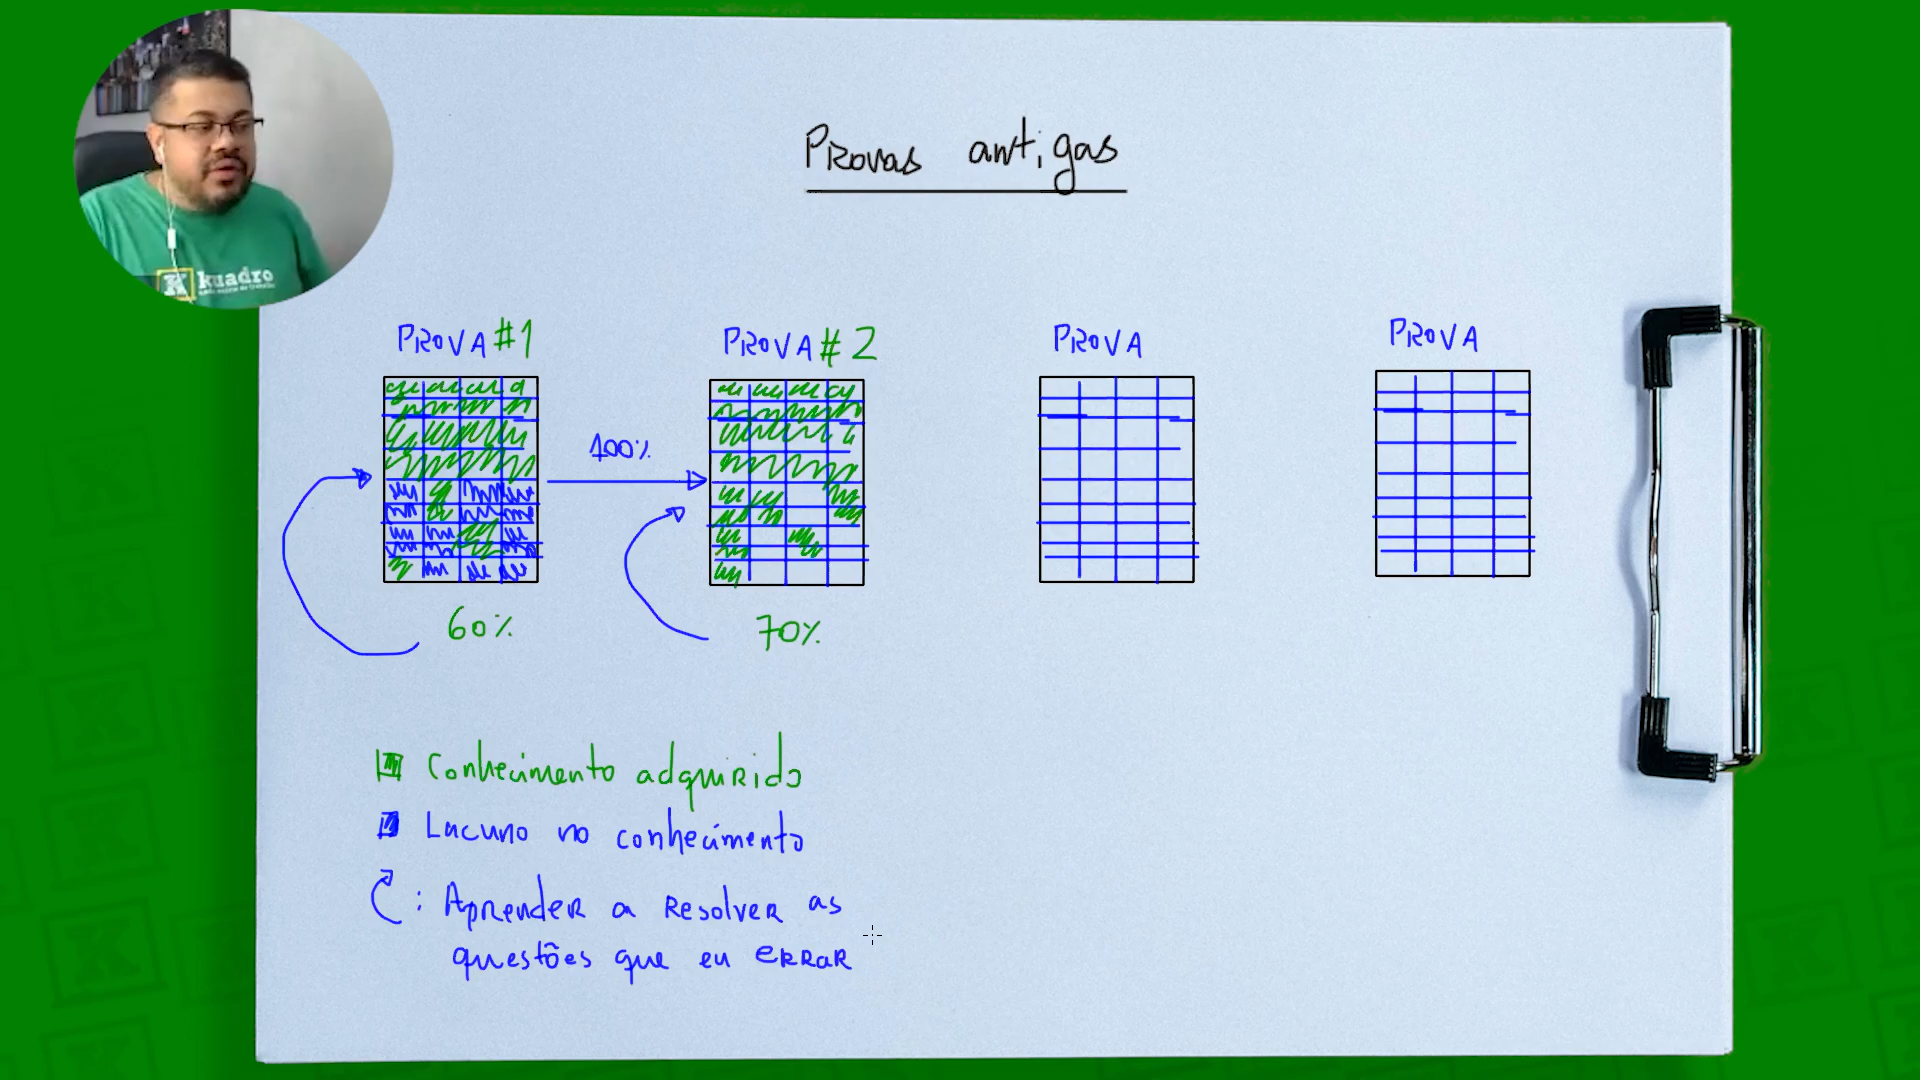 Provas antigas
PROVA #1
PROVA #2
PROVA
PROVA
100%
60%
70%
Conhecimento adquirido
Lacuna no conhecimento
: Aprender a resolver as
questões que eu errar
kuadro